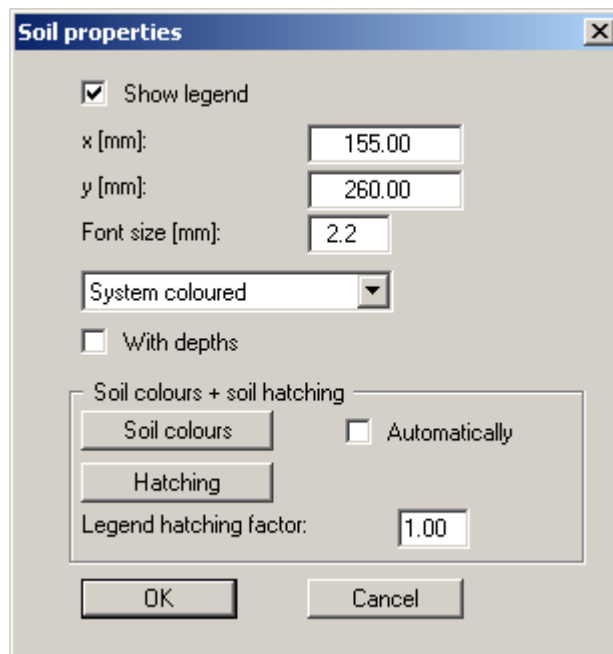 Soil properties
Show legend
x [mm]: 155.00
y [mm]: 260.00
Font size [mm]: 2.2
System coloured
With depths
Soil colours + soil hatching
Soil colours Automatically
Hatching
Legend hatching factor: 1.00
OK Cancel